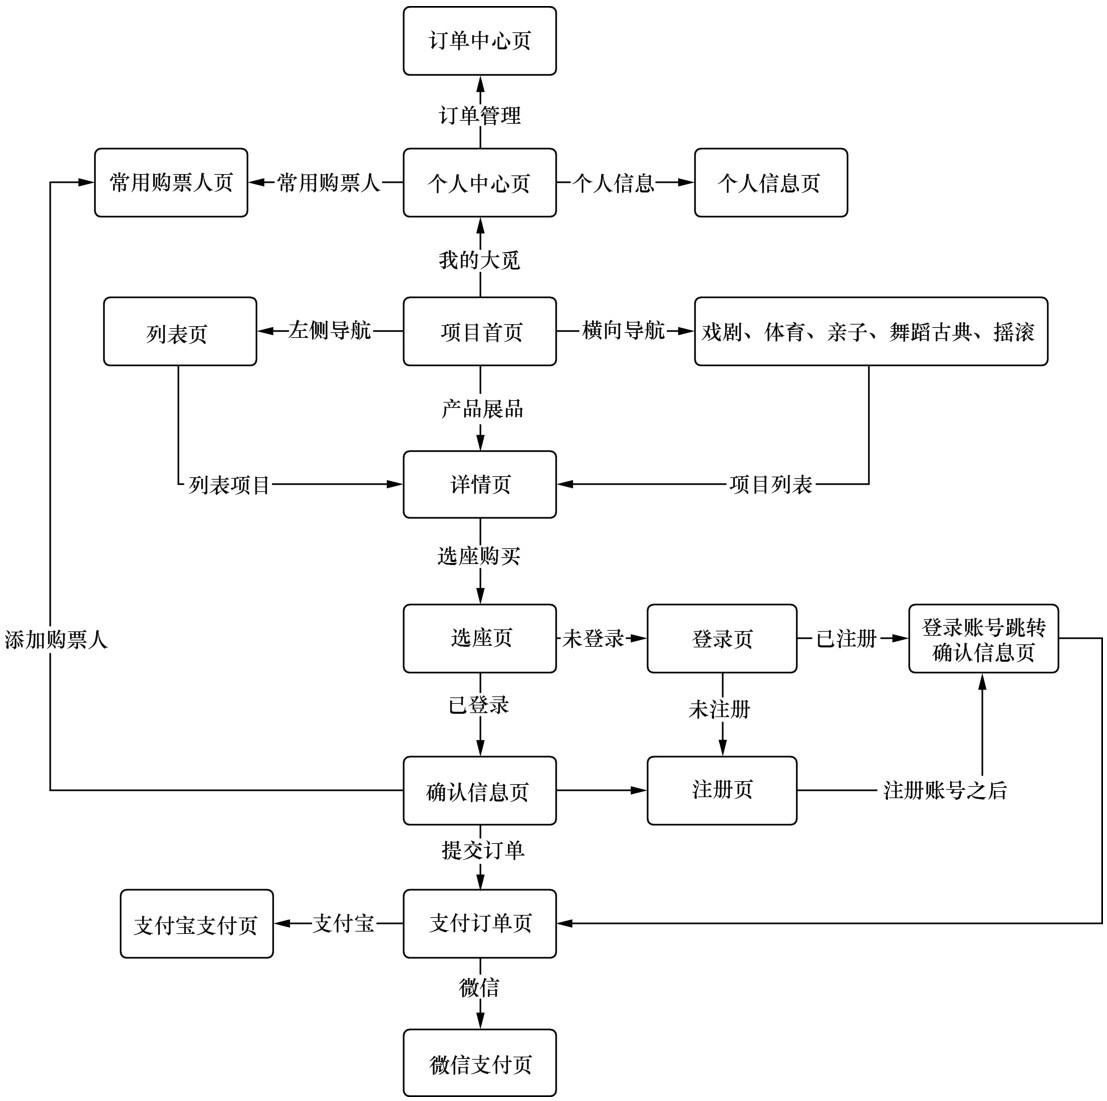 订单中心页
订单管理
常用购票人页
常用购票人
个人中心页
个人信息
个人信息页
我的大觅
列表页
左侧导航
项目首页
横向导航
戏剧、体育、亲子、舞蹈古典、摇滚
产品展品
列表项目
详情页
项目列表
选座购买
添加购票人
选座页
未登录
登录页
已注册
登录账号跳转
确认信息页
已登录
未注册
确认信息页
注册页
注册账号之后
提交订单
支付宝支付页
支付宝
支付订单页
微信
微信支付页